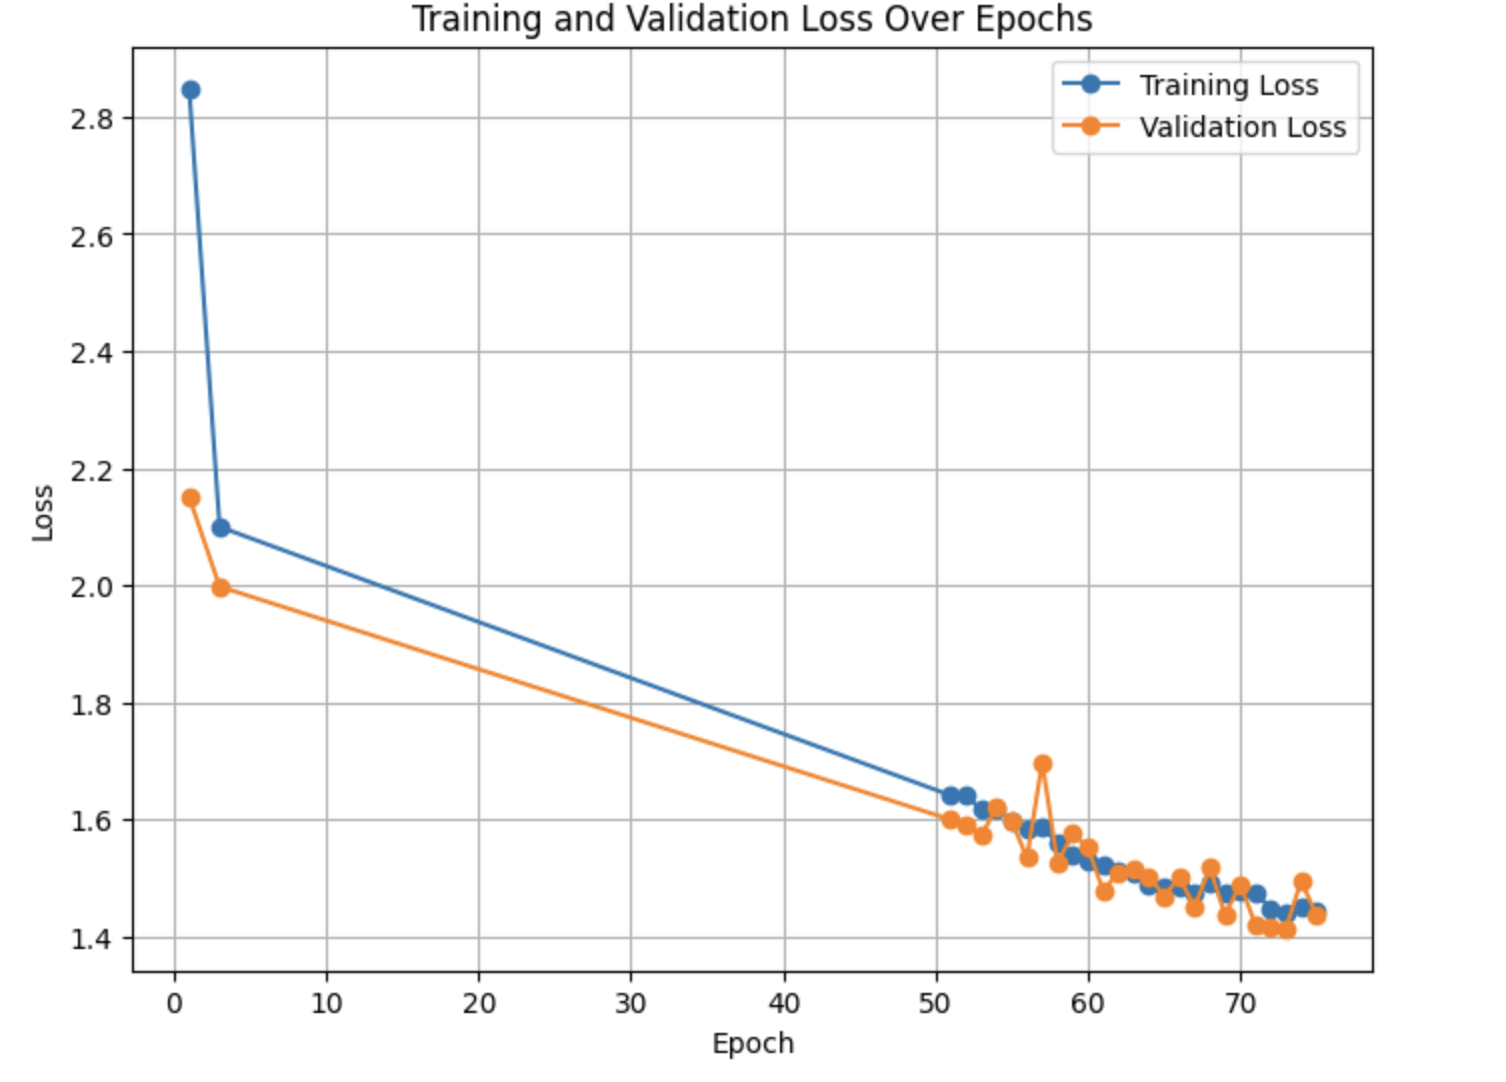 Training and Validation Loss Over Epochs
Training Loss
Validation Loss
2.8
2.6
2.4
2.2
2.0
1.8
1.6
1.4
Loss
0 10 20 30 40 50 60 70
Epoch